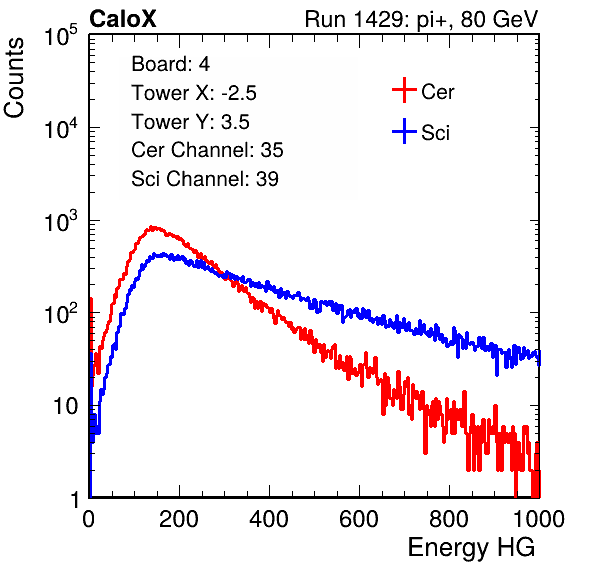 CaloX Run 1429: pi+, 80 GeV
Counts
10^5
10^4
10^3
10^2
10
1
Board: 4
Tower X: -2.5
Tower Y: 3.5
Cer Channel: 35
Sci Channel: 39
Cer
Sci
0 200 400 600 800 1000
Energy HG